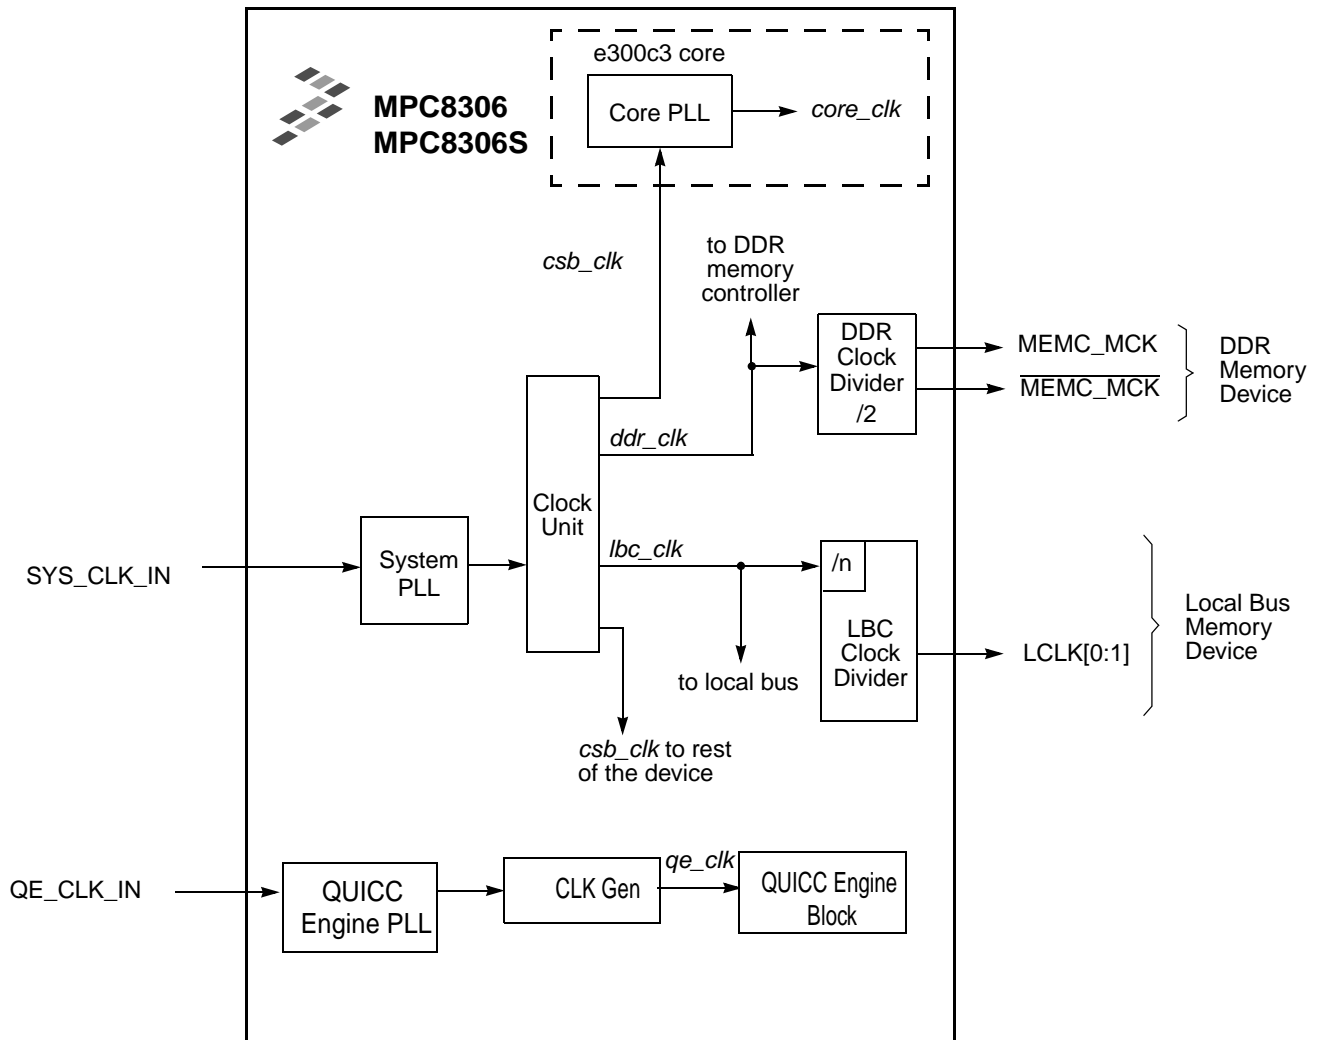 e300c3 core
Core PLL
core_clk
MPC8306
MPC8306S
csb_clk
to DDR
memory
controller
DDR
Clock
Divider
/2
MEMC_MCK
MEMC_MCK
DDR
Memory
Device
ddr_clk
Clock
Unit
SYS_CLK_IN
System
PLL
lbc_clk
/n
LBC
Clock
Divider
LCLK[0:1]
Local Bus
Memory
Device
to local bus
csb_clk to rest
of the device
QE_CLK_IN
QUICC
Engine PLL
CLK Gen
qe_clk
QUICC Engine
Block